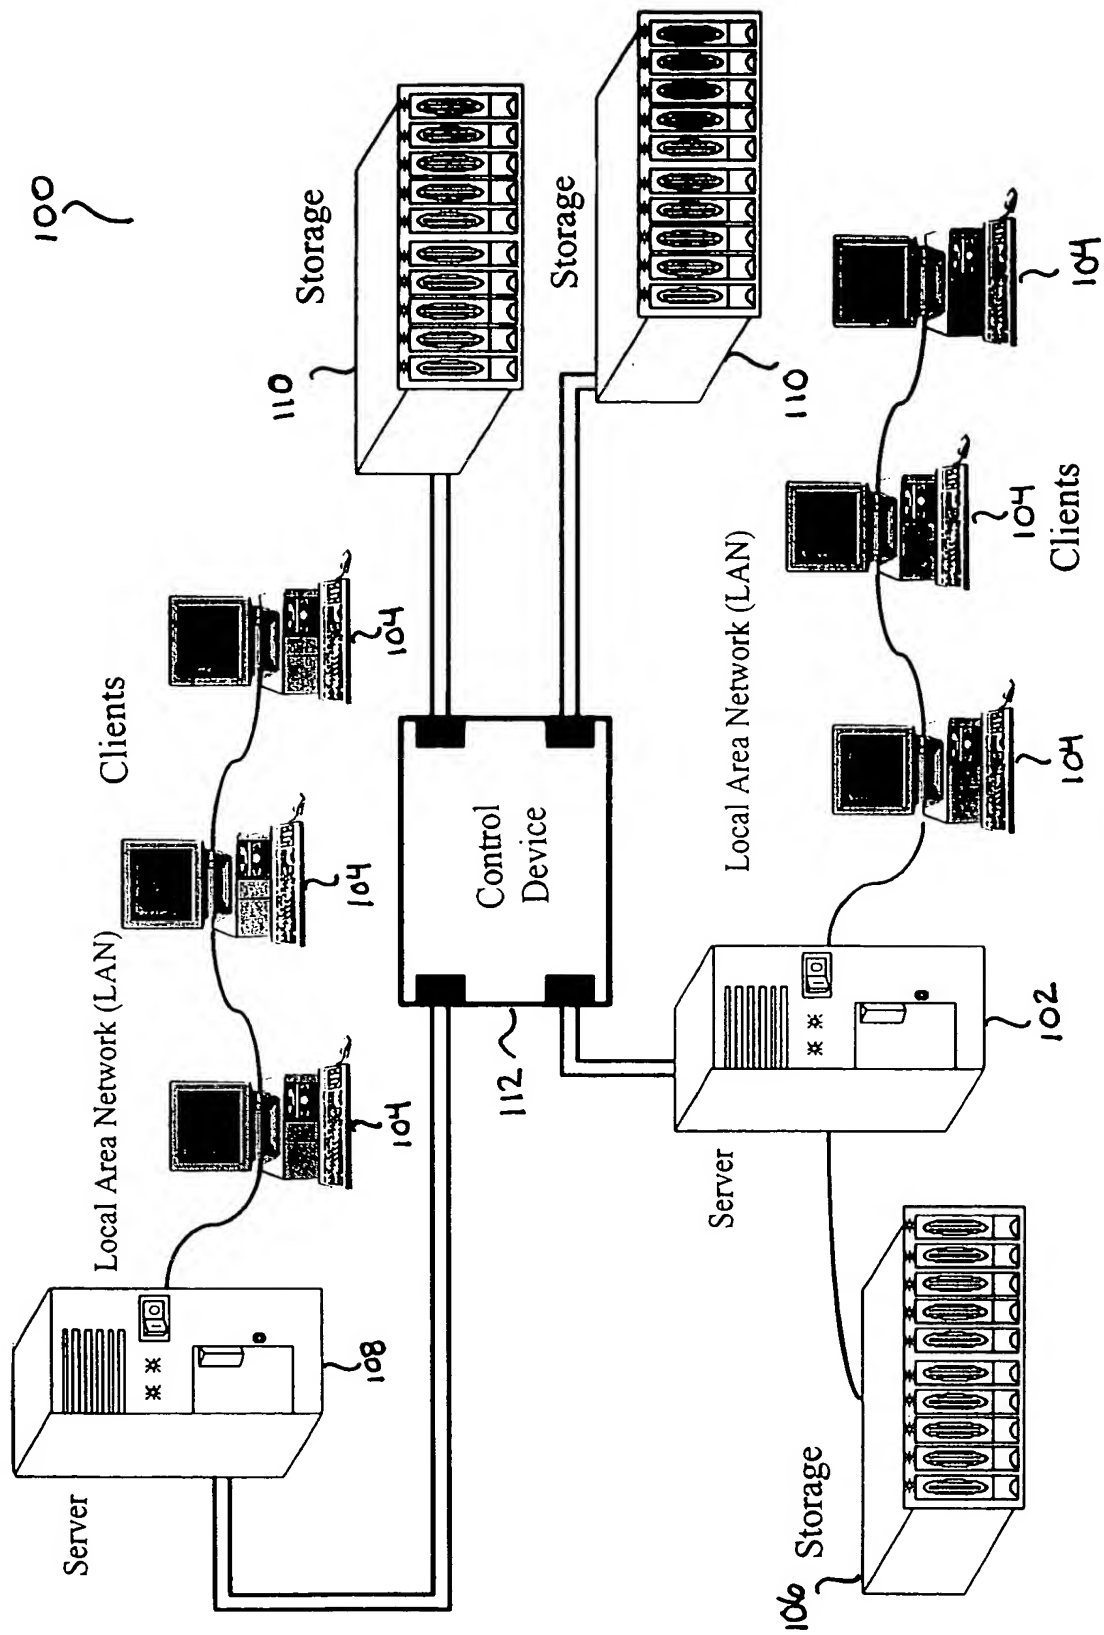 100
Server
Local Area Network (LAN)
Clients
110
Storage
108
104
104
104
Control
Device
112
Storage
110
Server
Local Area Network (LAN)
106
Storage
102
104
104
Clients
104